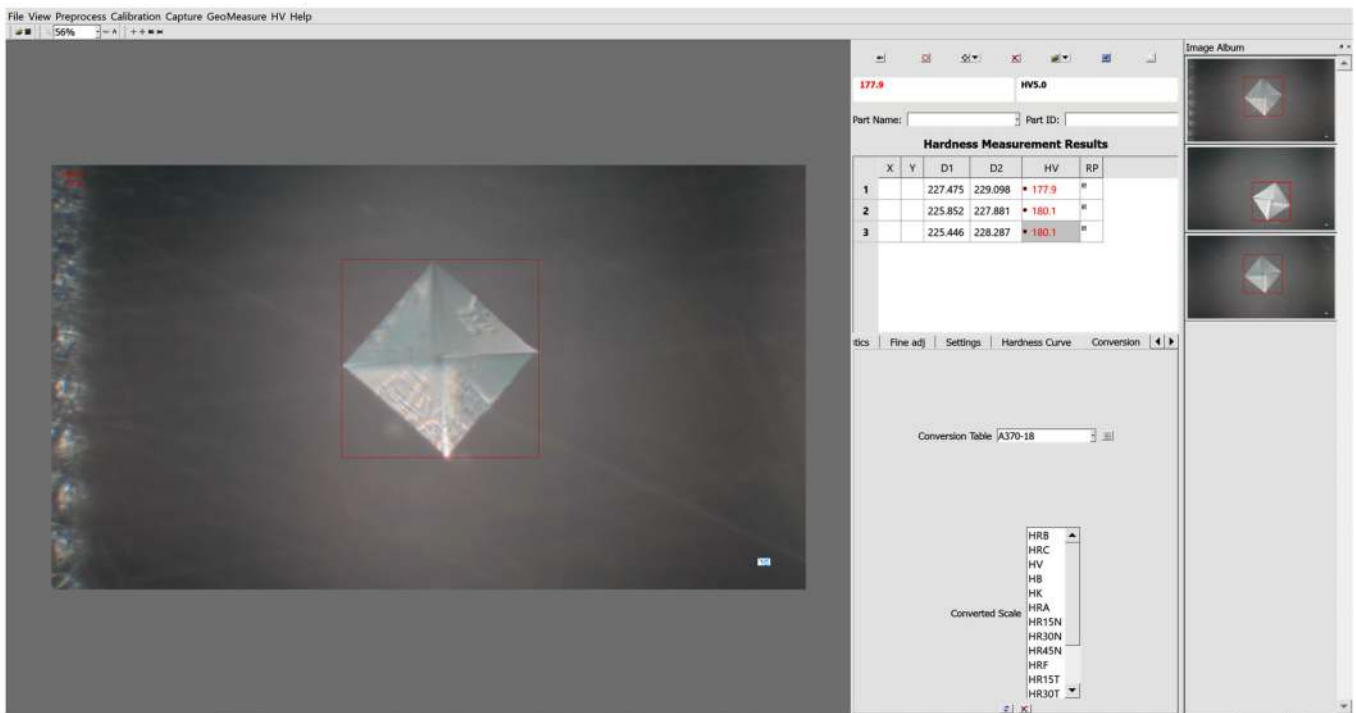 File View Preprocess Calibration Capture GeoMeasure HV Help
56%
Image Album
177.9 HV5.0
Part Name: Part ID:
Hardness Measurement Results
X Y D1 D2 HV RP
1 227.475 229.098 • 177.9
2 225.852 227.881 • 180.1
3 225.446 228.287 • 180.1
tics Fine adj Settings Hardness Curve Conversion
Conversion Table A370-18
Converted Scale
HRB
HRC
HV
HB
HK
HRA
HR15N
HR30N
HR45N
HRF
HR15T
HR30T